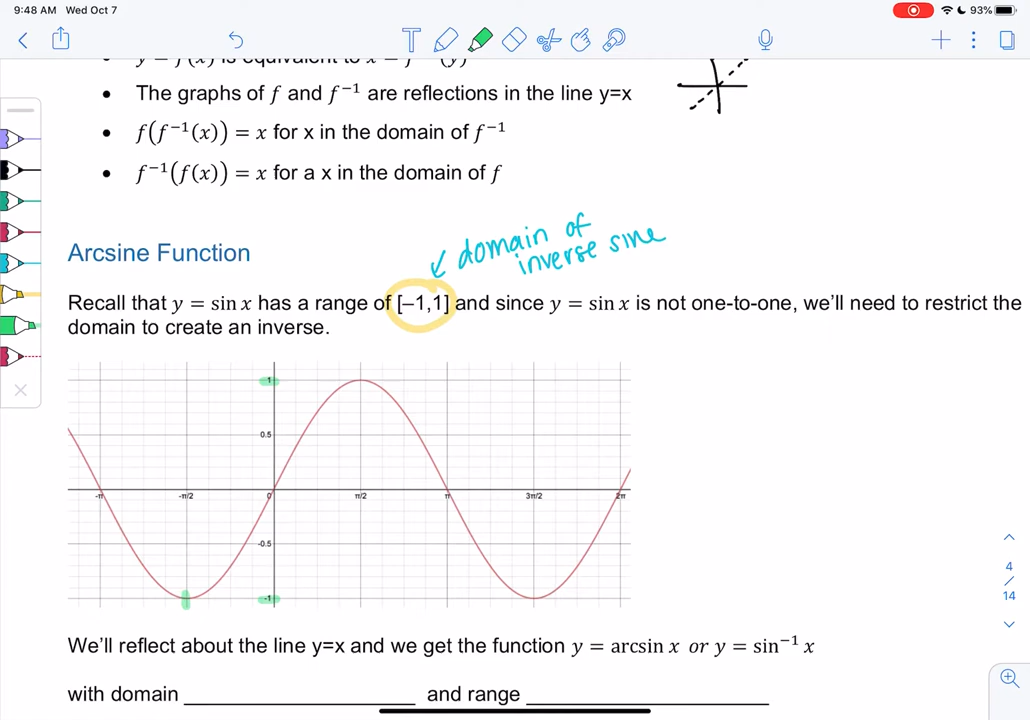 9:48 AM Wed Oct 7
93%
• The graphs of f and f⁻¹ are reflections in the line y=x
• f(f⁻¹(x)) = x for x in the domain of f⁻¹
• f⁻¹(f(x)) = x for a x in the domain of f
domain of
inverse sine
Arcsine Function
Recall that y = sin x has a range of [−1,1] and since y = sin x is not one-to-one, we'll need to restrict the
domain to create an inverse.
1
0.5
-π -π/2 0 π/2 π 3π/2 2π
-0.5
-1
4
/
14
We'll reflect about the line y=x and we get the function y = arcsin x or y = sin⁻¹ x
with domain ____________________ and range ______________________